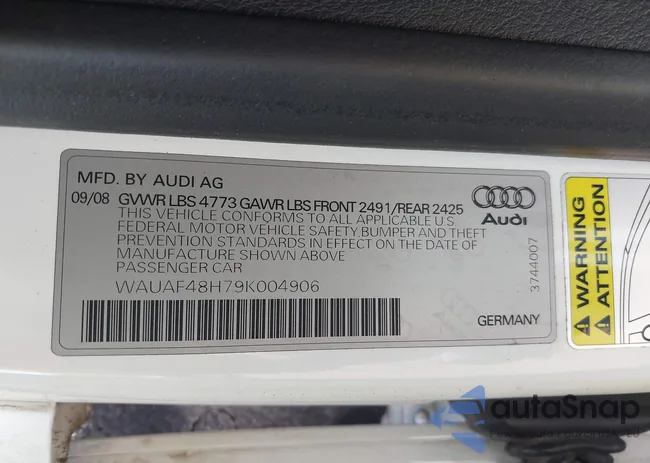 MFD. BY AUDI AG
09/08 GVWR LBS 4773 GAWR LBS FRONT 2491/REAR 2425
THIS VEHICLE CONFORMS TO ALL APPLICABLE U.S.
FEDERAL MOTOR VEHICLE SAFETY BUMPER AND THEFT
PREVENTION STANDARDS IN EFFECT ON THE DATE OF
MANUFACTURE SHOWN ABOVE
PASSENGER CAR
WAUAF48H79K004906
GERMANY
Audi
3744007
WARNING
ATTENTION
autoSnap